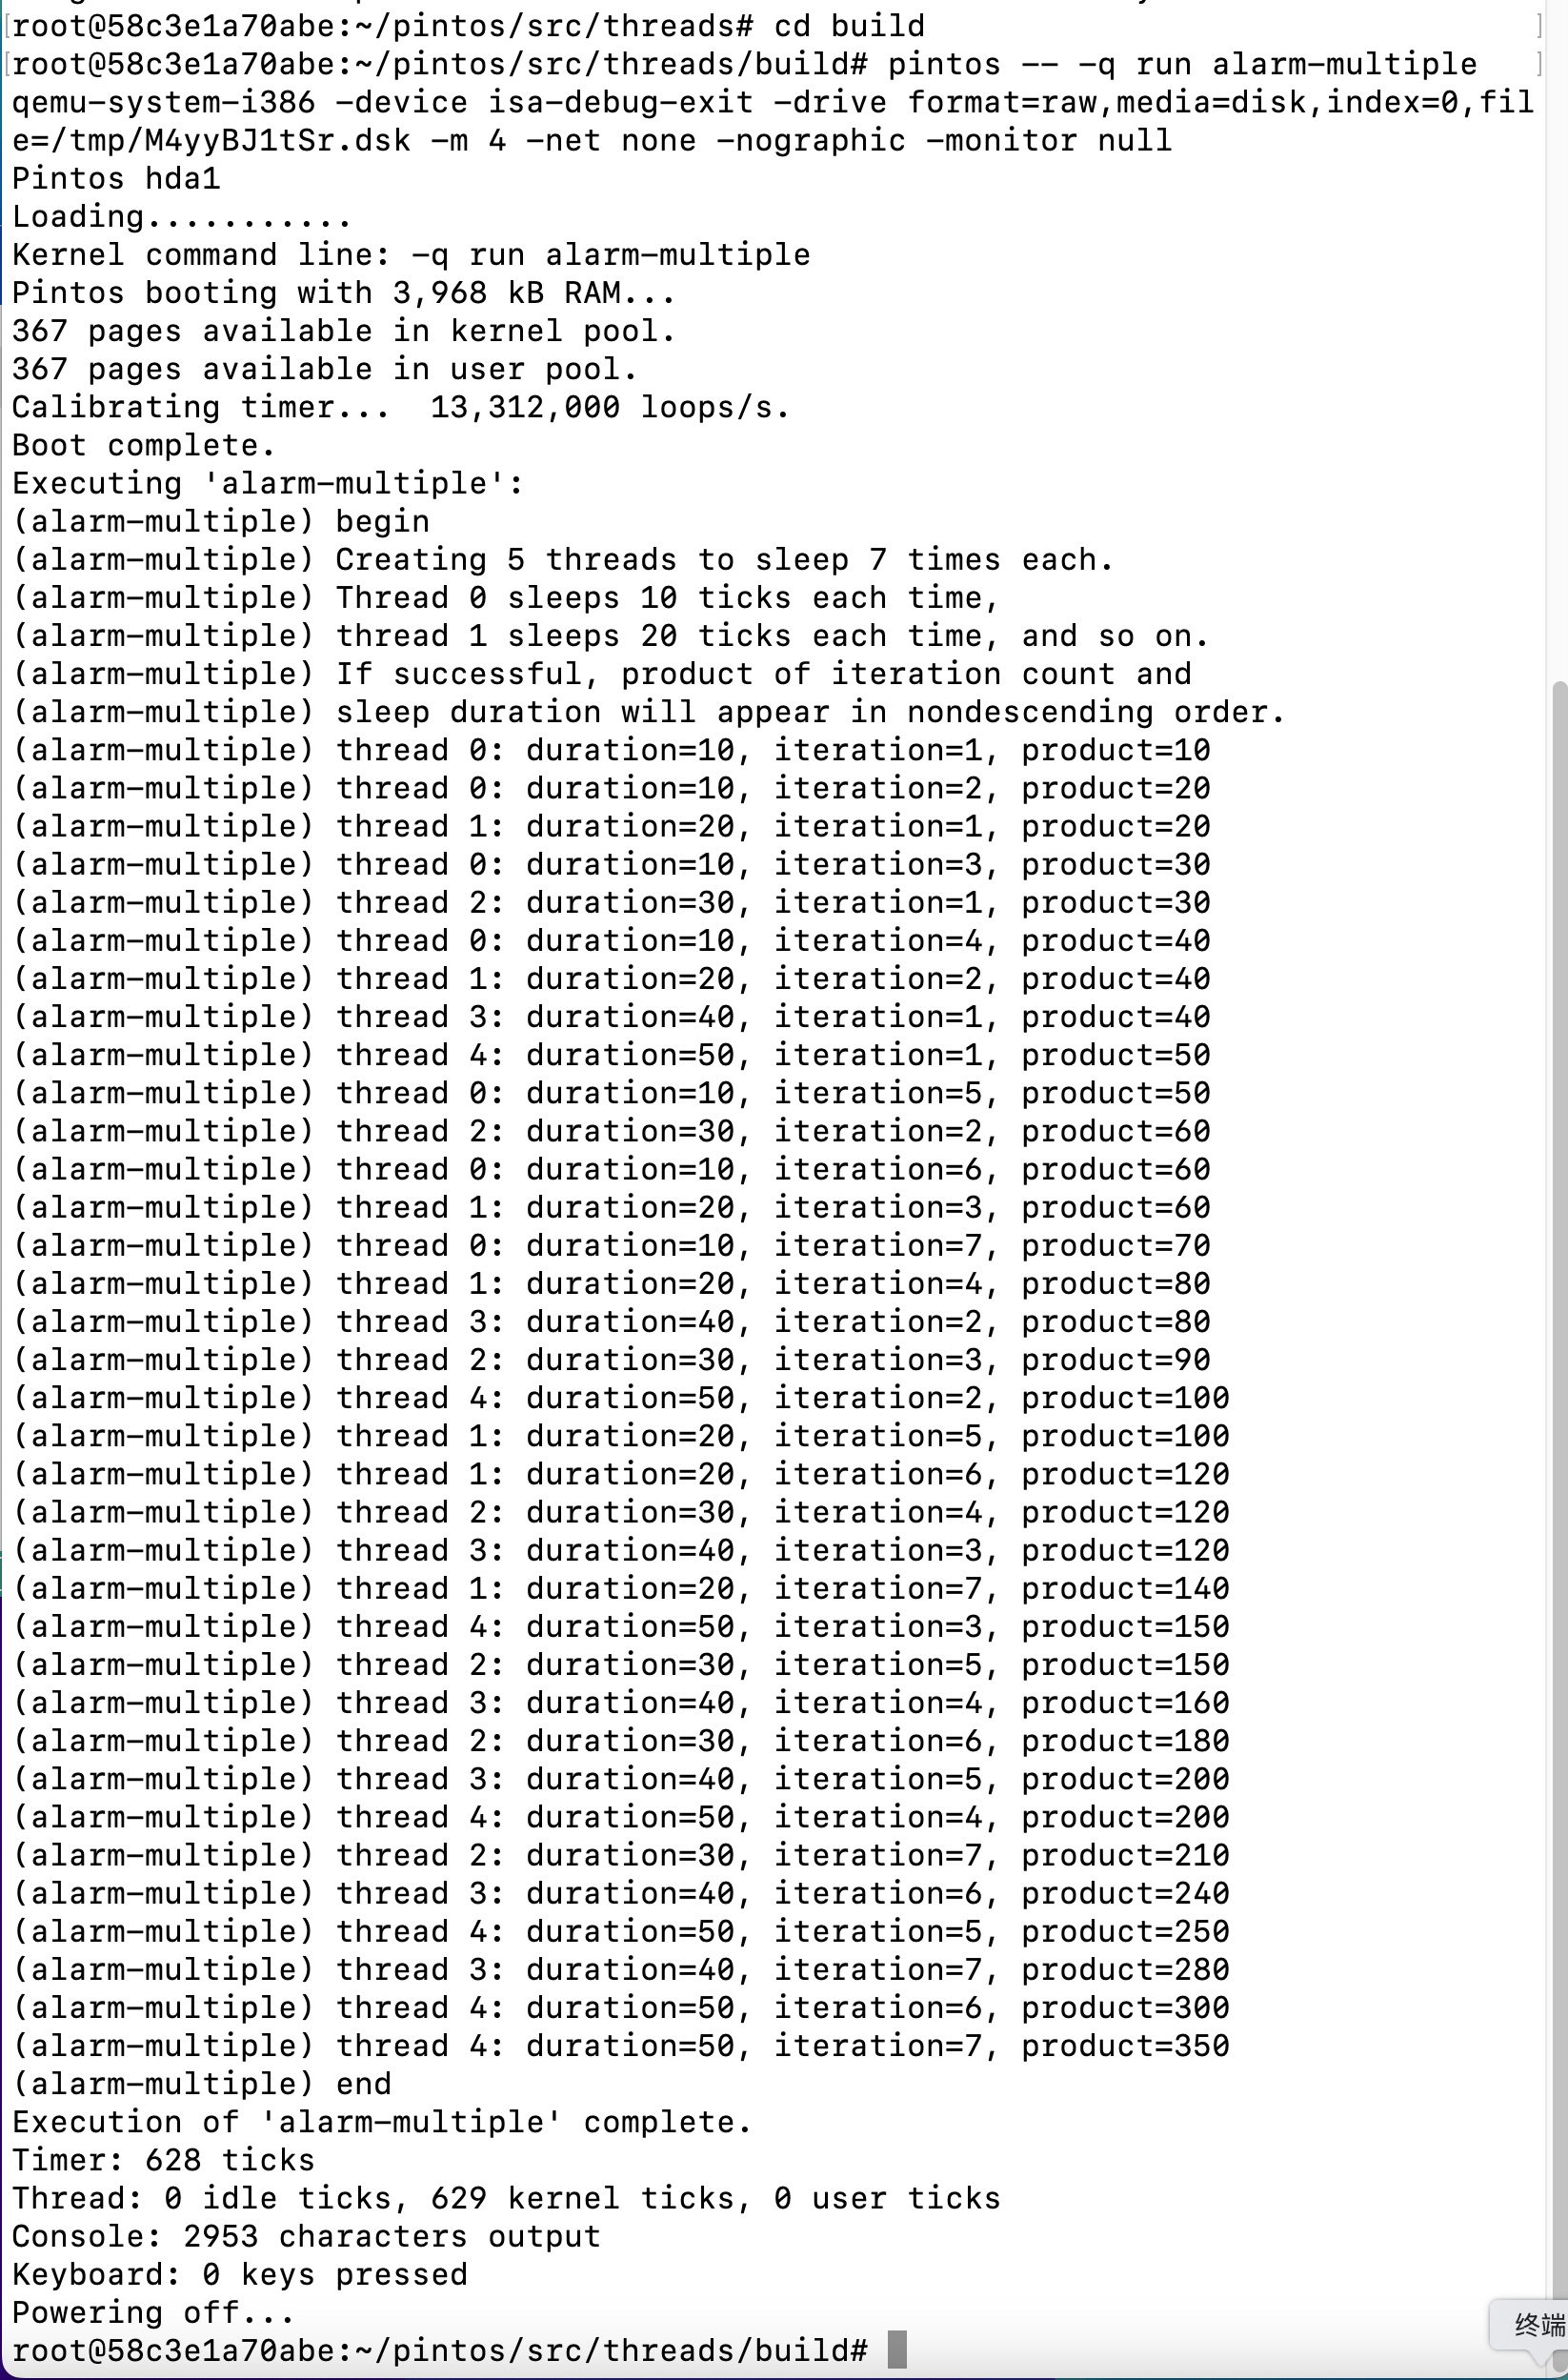 [root@58c3e1a70abe:~/pintos/src/threads# cd build ]
[root@58c3e1a70abe:~/pintos/src/threads/build# pintos -- -q run alarm-multiple ]
qemu-system-i386 -device isa-debug-exit -drive format=raw,media=disk,index=0,fil
e=/tmp/M4yyBJ1tSr.dsk -m 4 -net none -nographic -monitor null
Pintos hda1
Loading...........
Kernel command line: -q run alarm-multiple
Pintos booting with 3,968 kB RAM...
367 pages available in kernel pool.
367 pages available in user pool.
Calibrating timer...  13,312,000 loops/s.
Boot complete.
Executing 'alarm-multiple':
(alarm-multiple) begin
(alarm-multiple) Creating 5 threads to sleep 7 times each.
(alarm-multiple) Thread 0 sleeps 10 ticks each time,
(alarm-multiple) thread 1 sleeps 20 ticks each time, and so on.
(alarm-multiple) If successful, product of iteration count and
(alarm-multiple) sleep duration will appear in nondescending order.
(alarm-multiple) thread 0: duration=10, iteration=1, product=10
(alarm-multiple) thread 0: duration=10, iteration=2, product=20
(alarm-multiple) thread 1: duration=20, iteration=1, product=20
(alarm-multiple) thread 0: duration=10, iteration=3, product=30
(alarm-multiple) thread 2: duration=30, iteration=1, product=30
(alarm-multiple) thread 0: duration=10, iteration=4, product=40
(alarm-multiple) thread 1: duration=20, iteration=2, product=40
(alarm-multiple) thread 3: duration=40, iteration=1, product=40
(alarm-multiple) thread 4: duration=50, iteration=1, product=50
(alarm-multiple) thread 0: duration=10, iteration=5, product=50
(alarm-multiple) thread 2: duration=30, iteration=2, product=60
(alarm-multiple) thread 0: duration=10, iteration=6, product=60
(alarm-multiple) thread 1: duration=20, iteration=3, product=60
(alarm-multiple) thread 0: duration=10, iteration=7, product=70
(alarm-multiple) thread 1: duration=20, iteration=4, product=80
(alarm-multiple) thread 3: duration=40, iteration=2, product=80
(alarm-multiple) thread 2: duration=30, iteration=3, product=90
(alarm-multiple) thread 4: duration=50, iteration=2, product=100
(alarm-multiple) thread 1: duration=20, iteration=5, product=100
(alarm-multiple) thread 1: duration=20, iteration=6, product=120
(alarm-multiple) thread 2: duration=30, iteration=4, product=120
(alarm-multiple) thread 3: duration=40, iteration=3, product=120
(alarm-multiple) thread 1: duration=20, iteration=7, product=140
(alarm-multiple) thread 4: duration=50, iteration=3, product=150
(alarm-multiple) thread 2: duration=30, iteration=5, product=150
(alarm-multiple) thread 3: duration=40, iteration=4, product=160
(alarm-multiple) thread 2: duration=30, iteration=6, product=180
(alarm-multiple) thread 3: duration=40, iteration=5, product=200
(alarm-multiple) thread 4: duration=50, iteration=4, product=200
(alarm-multiple) thread 2: duration=30, iteration=7, product=210
(alarm-multiple) thread 3: duration=40, iteration=6, product=240
(alarm-multiple) thread 4: duration=50, iteration=5, product=250
(alarm-multiple) thread 3: duration=40, iteration=7, product=280
(alarm-multiple) thread 4: duration=50, iteration=6, product=300
(alarm-multiple) thread 4: duration=50, iteration=7, product=350
(alarm-multiple) end
Execution of 'alarm-multiple' complete.
Timer: 628 ticks
Thread: 0 idle ticks, 629 kernel ticks, 0 user ticks
Console: 2953 characters output
Keyboard: 0 keys pressed
Powering off...
root@58c3e1a70abe:~/pintos/src/threads/build#
终端